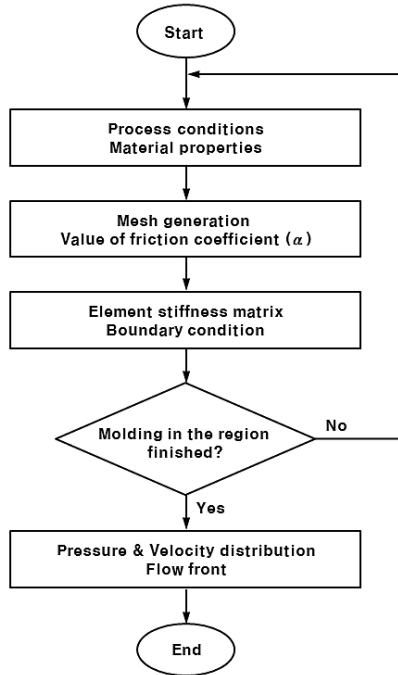 Start
Process conditions
Material properties
Mesh generation
Value of friction coefficient (α)
Element stiffness matrix
Boundary condition
Molding in the region
finished?
No
Yes
Pressure & Velocity distribution
Flow front
End